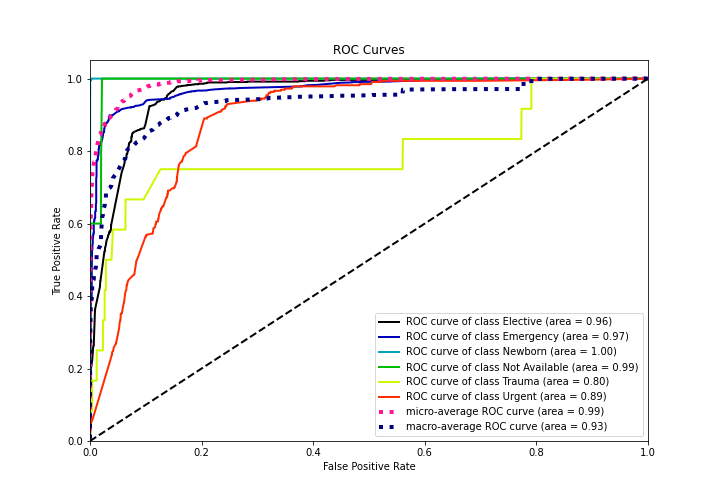 ROC Curves
1.0
0.8
0.6
0.4
0.2
0.0
True Positive Rate
ROC curve of class Elective (area = 0.96)
ROC curve of class Emergency (area = 0.97)
ROC curve of class Newborn (area = 1.00)
ROC curve of class Not Available (area = 0.99)
ROC curve of class Trauma (area = 0.80)
ROC curve of class Urgent (area = 0.89)
micro-average ROC curve (area = 0.99)
macro-average ROC curve (area = 0.93)
0.0 0.2 0.4 0.6 0.8 1.0
False Positive Rate